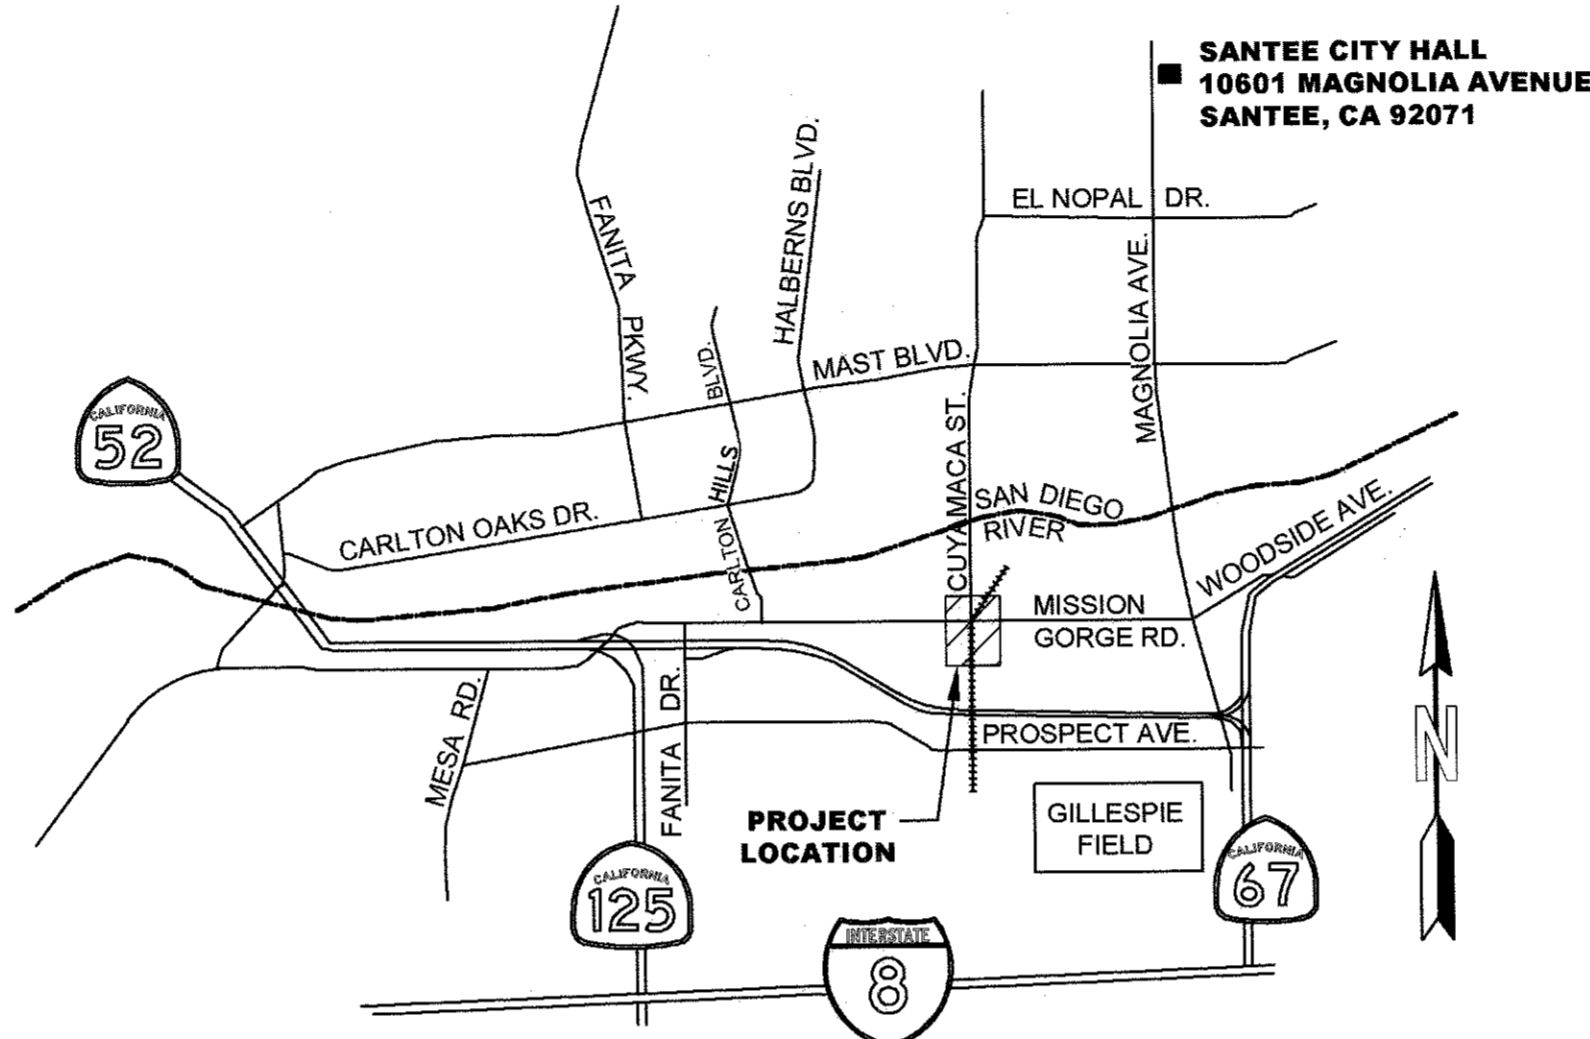 SANTEE CITY HALL
10601 MAGNOLIA AVENUE
SANTEE, CA 92071
HALBERNS BLVD.
FANITA PKWY.
EL NOPAL DR.
MAGNOLIA AVE.
BLVD.
MAST BLVD.
CALIFORNIA
52
CUYAMACA ST.
HILLS
CARLTON
SAN DIEGO
RIVER
CARLTON OAKS DR.
WOODSIDE AVE.
MISSION
GORGE RD.
MESA RD.
FANITA DR.
PROSPECT AVE.
N
PROJECT
LOCATION
GILLESPIE
FIELD
CALIFORNIA
125
CALIFORNIA
67
INTERSTATE
8